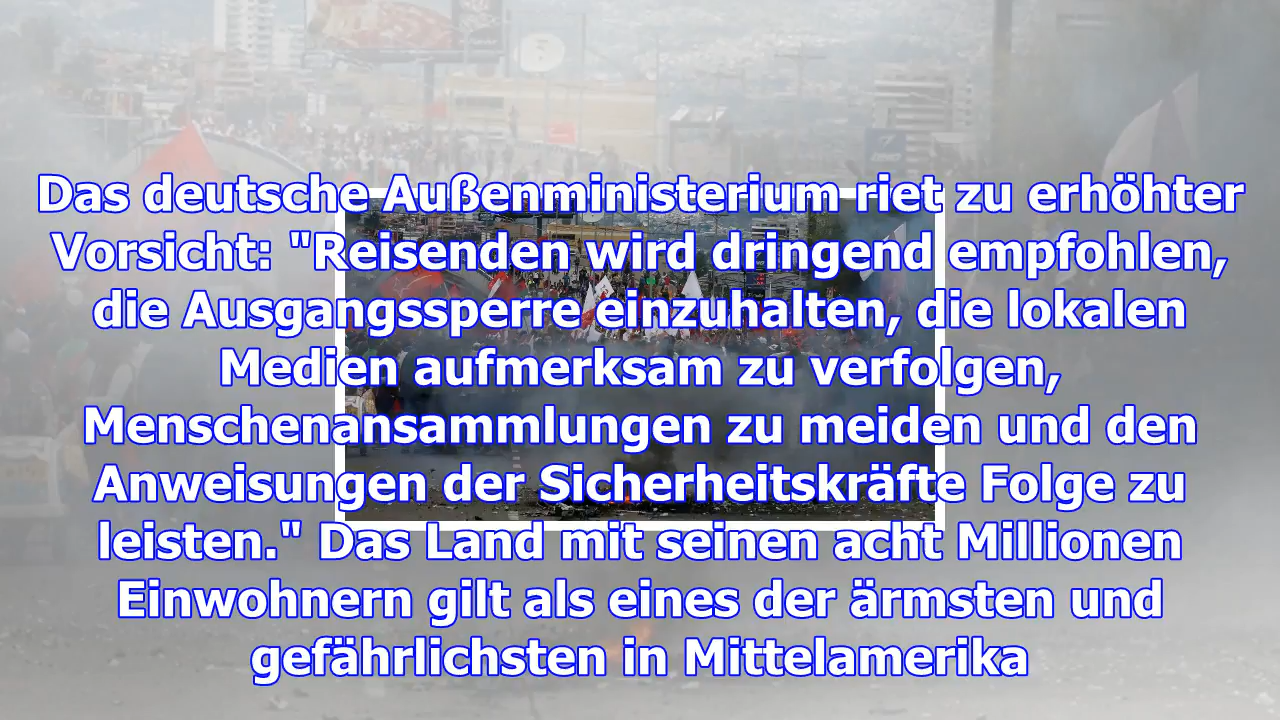 Das deutsche Außenministerium riet zu erhöhter
Vorsicht: "Reisenden wird dringend empfohlen,
die Ausgangssperre einzuhalten, die lokalen
Medien aufmerksam zu verfolgen,
Menschenansammlungen zu meiden und den
Anweisungen der Sicherheitskräfte Folge zu
leisten." Das Land mit seinen acht Millionen
Einwohnern gilt als eines der ärmsten und
gefährlichsten in Mittelamerika